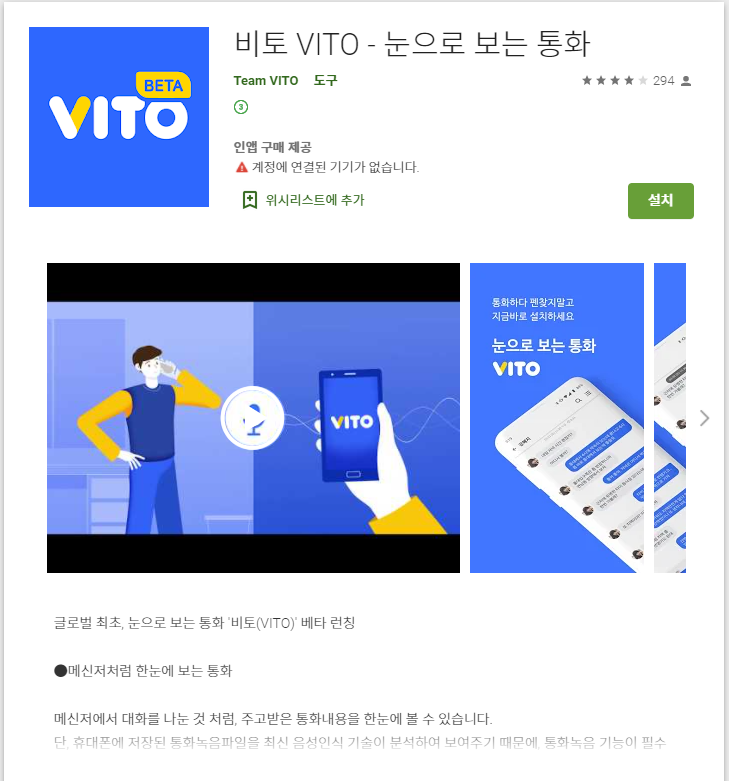 BETA
VITO
비토 VITO - 눈으로 보는 통화
Team VITO 도구
294
3
인앱 구매 제공
계정에 연결된 기기가 없습니다.
위시리스트에 추가
설치
VITO
통화하다 펜찾지말고
지금바로 설치하세요
눈으로 보는 통화
VITO
글로벌 최초, 눈으로 보는 통화 '비토(VITO)' 베타 런칭
●메신저처럼 한눈에 보는 통화
메신저에서 대화를 나눈 것 처럼, 주고받은 통화내용을 한눈에 볼 수 있습니다.
단, 휴대폰에 저장된 통화녹음파일을 최신 음성인식 기술이 분석하여 보여주기 때문에, 통화녹음 기능이 필수